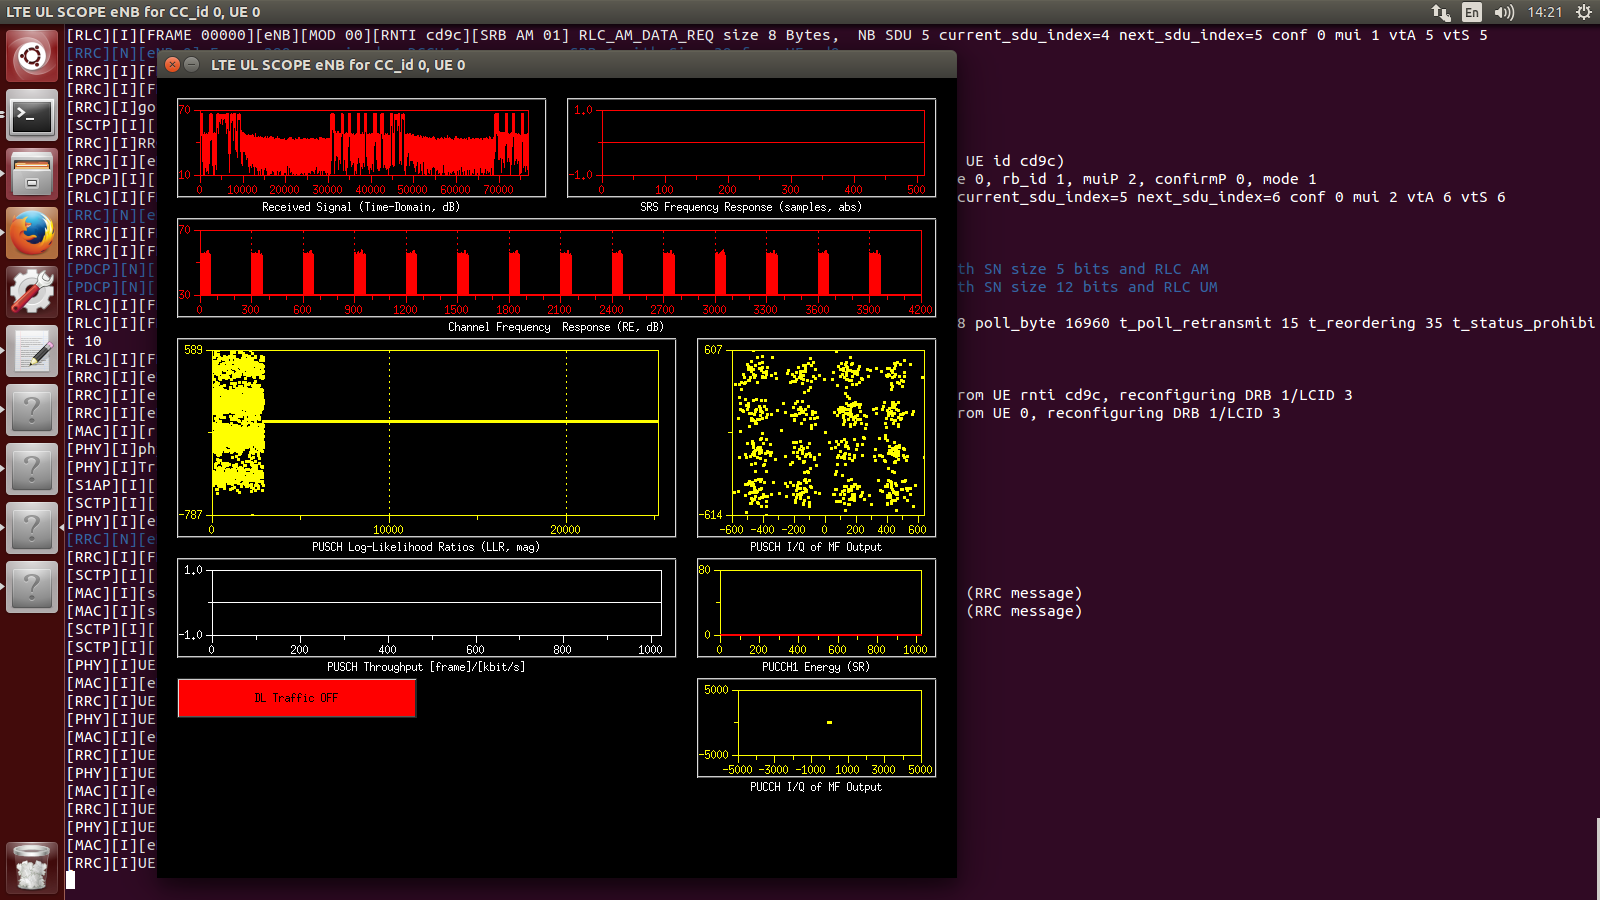 LTE UL SCOPE eNB for CC_id 0, UE 0
En 14:21
[RLC][I][FRAME 00000][eNB][MOD 00][RNTI cd9c][SRB AM 01] RLC_AM_DATA_REQ size 8 Bytes,  NB SDU 5 current_sdu_index=4 next_sdu_index=5 conf 0 mui 1 vtA 5 vtS 5
[RRC][N][e
[RRC][I][F
[RRC][I][F
[RRC][I]go
[SCTP][I][
[RRC][I]RR
[RRC][I][e UE id cd9c)
[PDCP][I][ e 0, rb_id 1, muiP 2, confirmP 0, mode 1
[RLC][I][F current_sdu_index=5 next_sdu_index=6 conf 0 mui 2 vtA 6 vtS 6
[RRC][N][e
[RRC][I][F
[RRC][I][F
[PDCP][N][ th SN size 5 bits and RLC AM
[PDCP][N][ th SN size 12 bits and RLC UM
[RLC][I][F
[RLC][I][F 8 poll_byte 16960 t_poll_retransmit 15 t_reordering 35 t_status_prohibi
t 10
[RLC][I][F
[RRC][I][e
[RRC][I][e rom UE rnti cd9c, reconfiguring DRB 1/LCID 3
[RRC][I][e rom UE 0, reconfiguring DRB 1/LCID 3
[MAC][I][r
[PHY][I]ph
[PHY][I]Tr
[S1AP][I][
[SCTP][I][
[PHY][I][e
[RRC][N][e
[RRC][I][F
[SCTP][I][
[MAC][I][s (RRC message)
[MAC][I][s (RRC message)
[SCTP][I][
[SCTP][I][
[PHY][I]UE
[MAC][I][e
[RRC][I]UE
[PHY][I]UE
[MAC][I][e
[RRC][I]UE
[PHY][I]UE
[MAC][I][e
[RRC][I]UE
[PHY][I]UE
[MAC][I][e
[RRC][I]UE
LTE UL SCOPE eNB for CC_id 0, UE 0
70
10
0 10000 20000 30000 40000 50000 60000 70000
Received Signal (Time-Domain, dB)
1.0
-1.0
0 100 200 300 400 500
SRS Frequency Response (samples, abs)
70
30
0 300 600 900 1200 1500 1800 2100 2400 2700 3000 3300 3600 3900 4200
Channel Frequency  Response (RE, dB)
589
-787
0 10000 20000
PUSCH Log-Likelihood Ratios (LLR, mag)
607
-614
-600 -400 -200 0 200 400 600
PUSCH I/Q of MF Output
1.0
-1.0
0 200 400 600 800 1000
PUSCH Throughput [frame]/[kbit/s]
80
0
0 200 400 600 800 1000
PUCCH1 Energy (SR)
DL Traffic OFF
5000
-5000
-5000 -3000 -1000 1000 3000 5000
PUCCH I/Q of MF Output